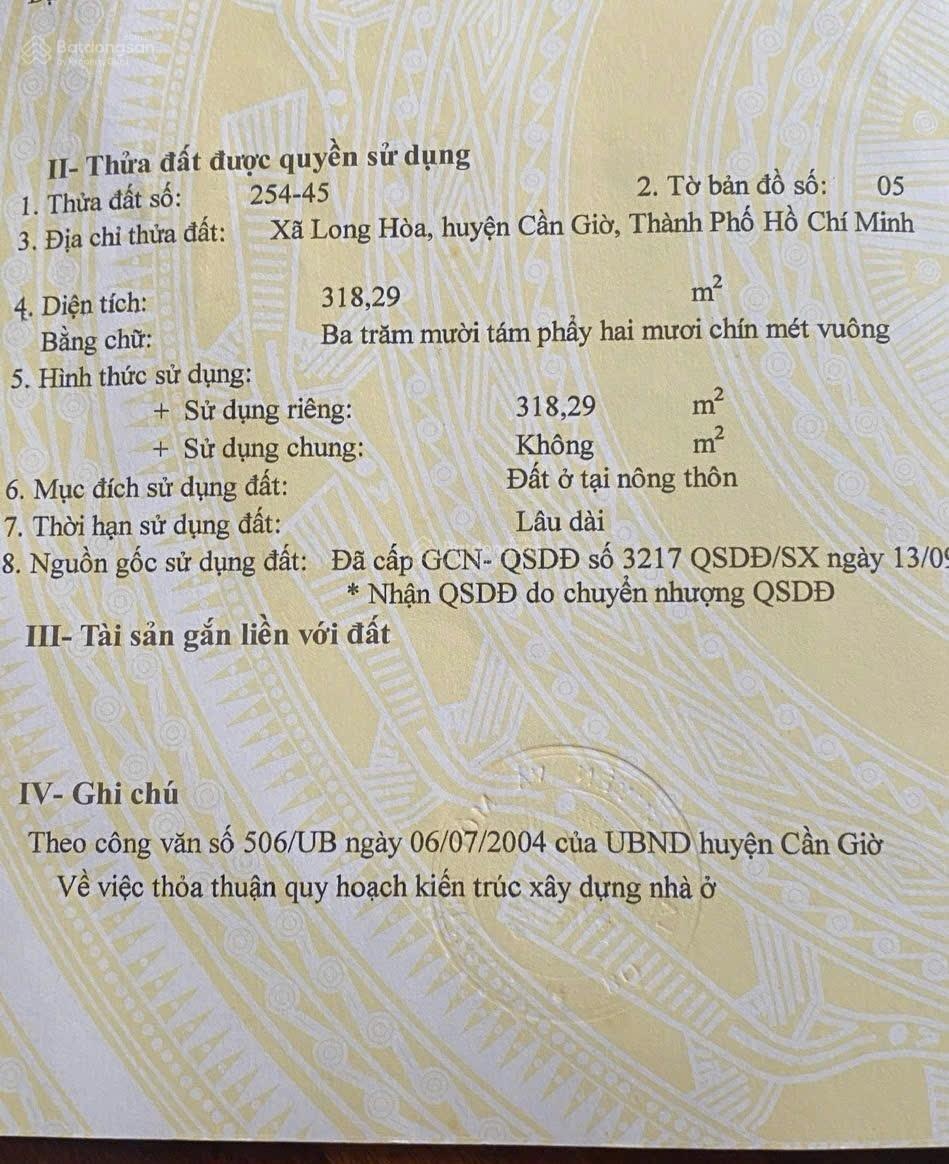 Batdongsan
by PropertyGuru
II- Thửa đất được quyền sử dụng
1. Thửa đất số: 254-45 2. Tờ bản đồ số: 05
3. Địa chỉ thửa đất: Xã Long Hòa, huyện Cần Giờ, Thành Phố Hồ Chí Minh
4. Diện tích: 318,29 m²
Bằng chữ: Ba trăm mười tám phẩy hai mươi chín mét vuông
5. Hình thức sử dụng:
+ Sử dụng riêng: 318,29 m²
+ Sử dụng chung: Không m²
6. Mục đích sử dụng đất: Đất ở tại nông thôn
7. Thời hạn sử dụng đất: Lâu dài
8. Nguồn gốc sử dụng đất: Đã cấp GCN- QSDĐ số 3217 QSDĐ/SX ngày 13/09
* Nhận QSDĐ do chuyển nhượng QSDĐ
III- Tài sản gắn liền với đất
IV- Ghi chú
Theo công văn số 506/UB ngày 06/07/2004 của UBND huyện Cần Giờ
Về việc thỏa thuận quy hoạch kiến trúc xây dựng nhà ở